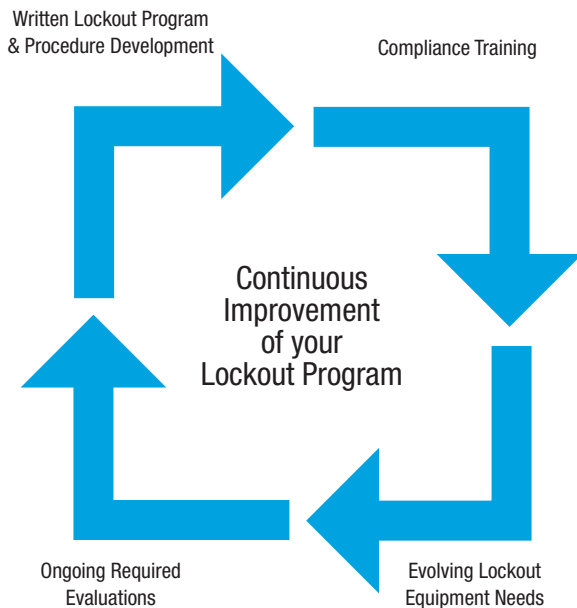 Written Lockout Program
& Procedure Development
Compliance Training
Continuous
Improvement
of your
Lockout Program
Ongoing Required
Evaluations
Evolving Lockout
Equipment Needs